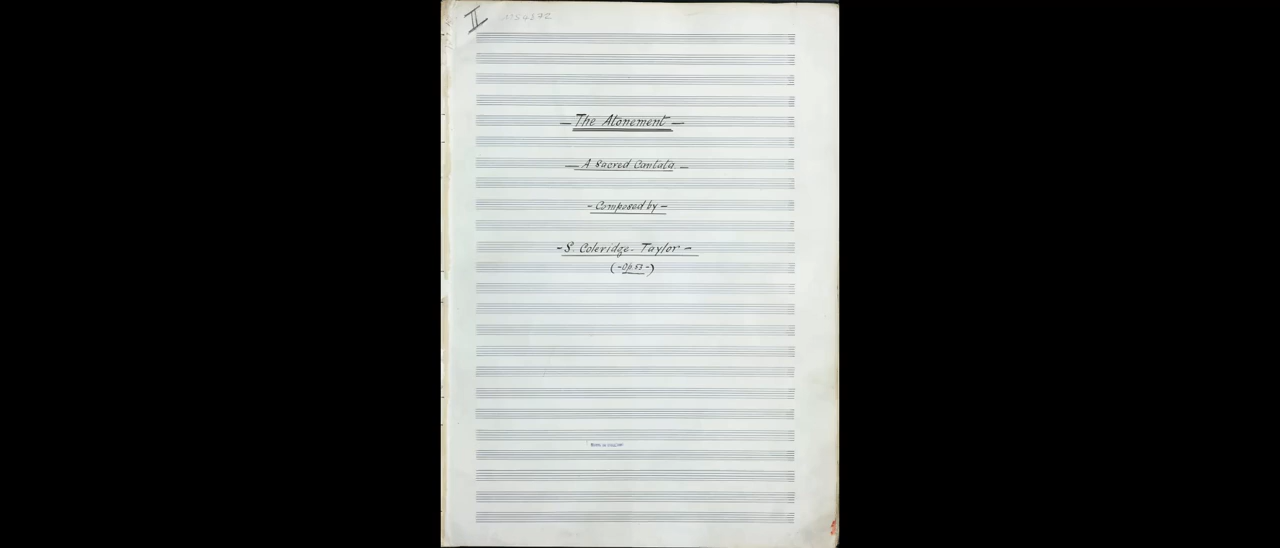 II
— The Atonement —
— A Sacred Cantata —
- Composed by -
- S. Coleridge-Taylor -
(- Op. 53 -)